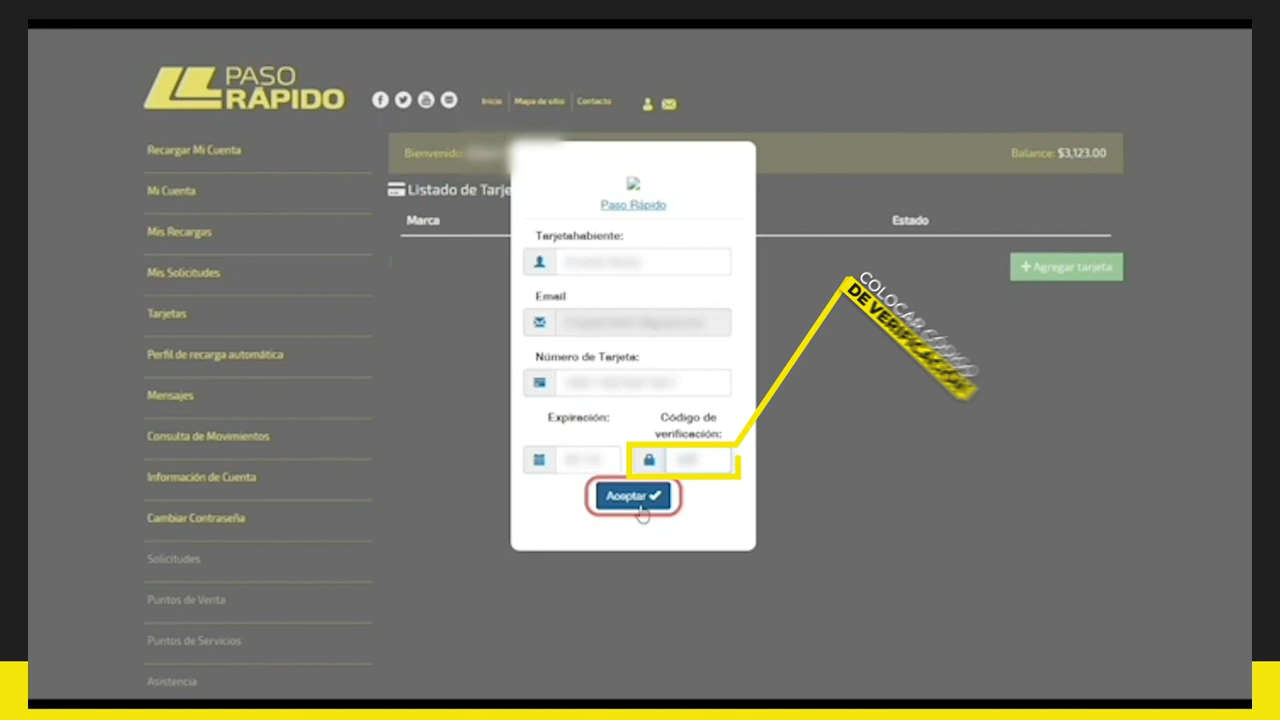 PASO
RÁPIDO
Inicio
Mapa de sitio
Contacto
Recargar Mi Cuenta
Mi Cuenta
Mis Recargas
Mis Solicitudes
Tarjetas
Perfil de recarga automática
Mensajes
Consulta de Movimientos
Información de Cuenta
Cambiar Contraseña
Solicitudes
Puntos de Venta
Puntos de Servicios
Asistencia
Bienvenido
Balance: $3,123.00
Listado de Tarje
Marca
Estado
+ Agregar tarjeta
Paso Rápido
Tarjetahabiente:
Email
Número de Tarjeta:
Expiración:
Código de
verificación:
Aceptar
COLOCAR CÓDIGO
DE VERIFICACIÓN